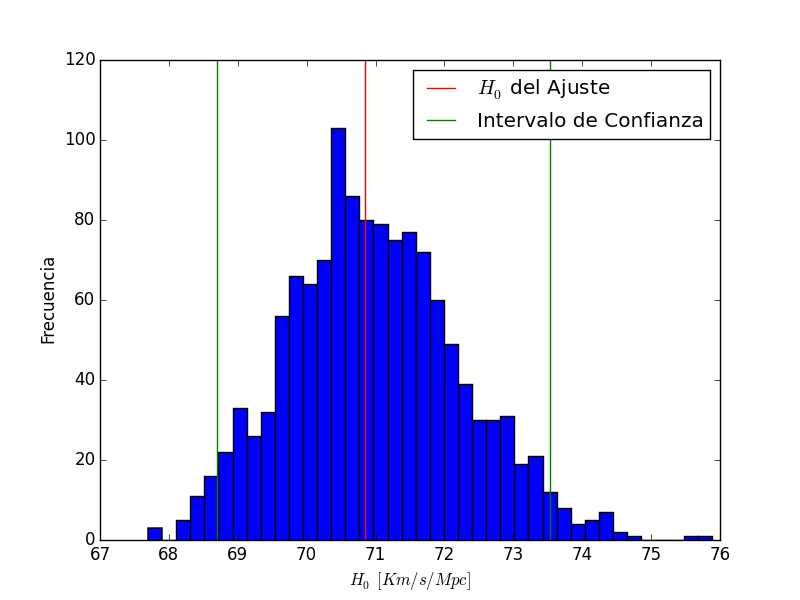 120
100
80
60
40
20
0
Frecuencia
H₀ del Ajuste
Intervalo de Confianza
67 68 69 70 71 72 73 74 75 76
H₀ [Km/s/Mpc]